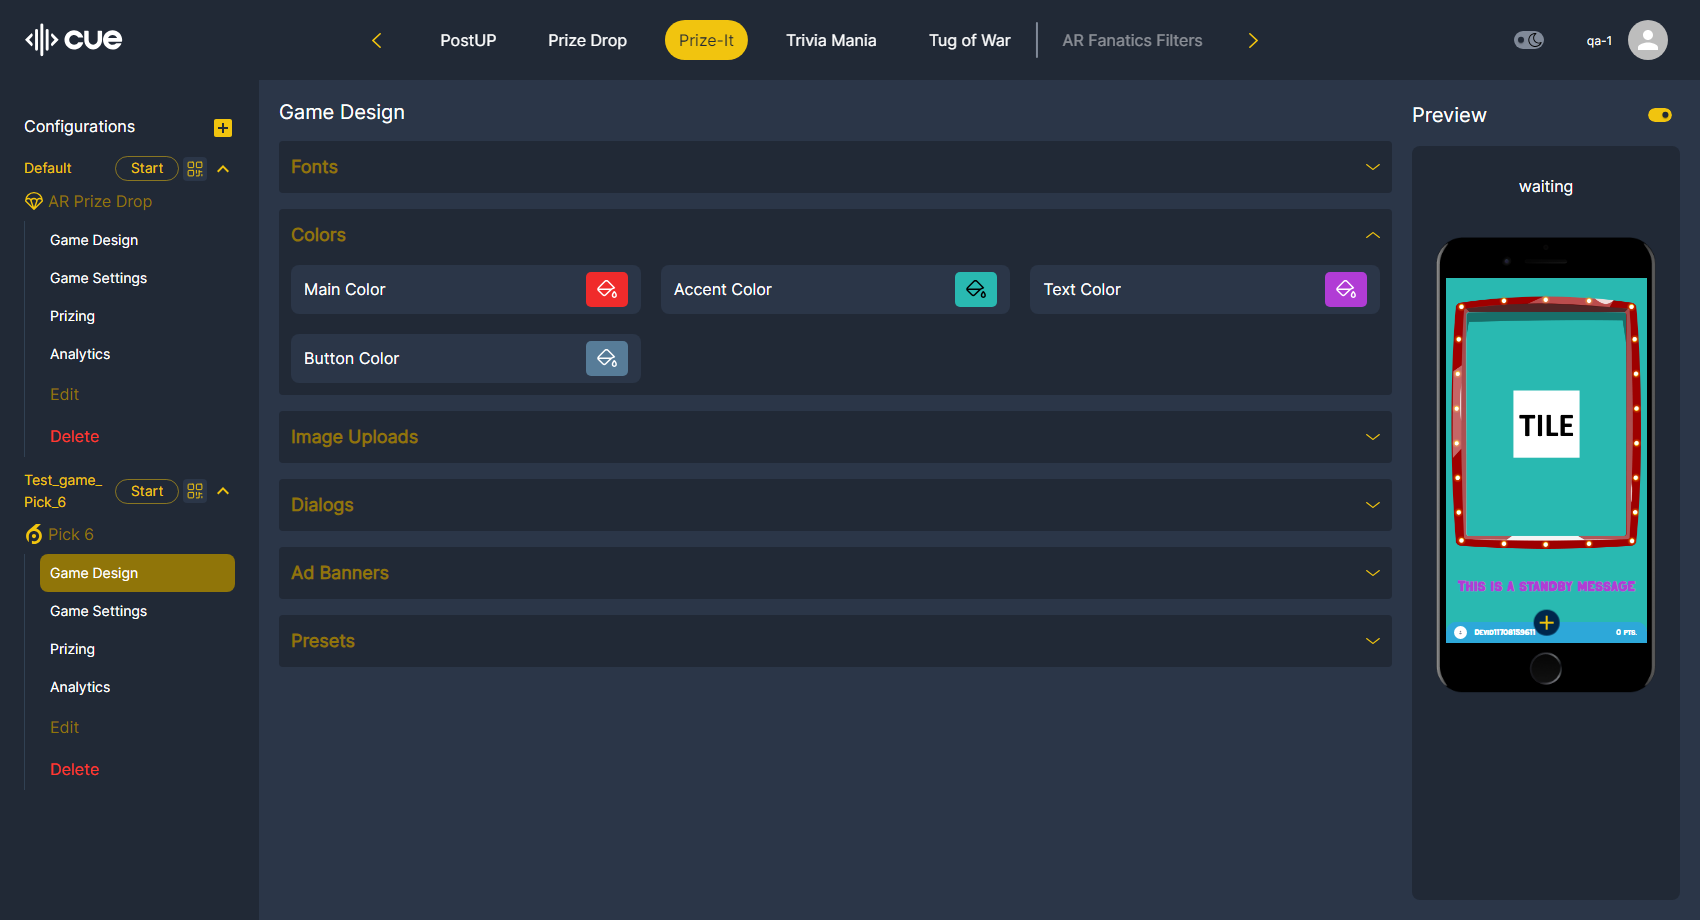 cue
PostUP
Prize Drop
Prize-It
Trivia Mania
Tug of War
AR Fanatics Filters
qa-1
Configurations
Default
Start
AR Prize Drop
Game Design
Game Settings
Prizing
Analytics
Edit
Delete
Test_game_
Pick_6
Start
Pick 6
Game Design
Game Settings
Prizing
Analytics
Edit
Delete
Game Design
Fonts
Colors
Main Color
Accent Color
Text Color
Button Color
Image Uploads
Dialogs
Ad Banners
Presets
Preview
waiting
TILE
THIS IS A STANDBY MESSAGE
0 PTS.